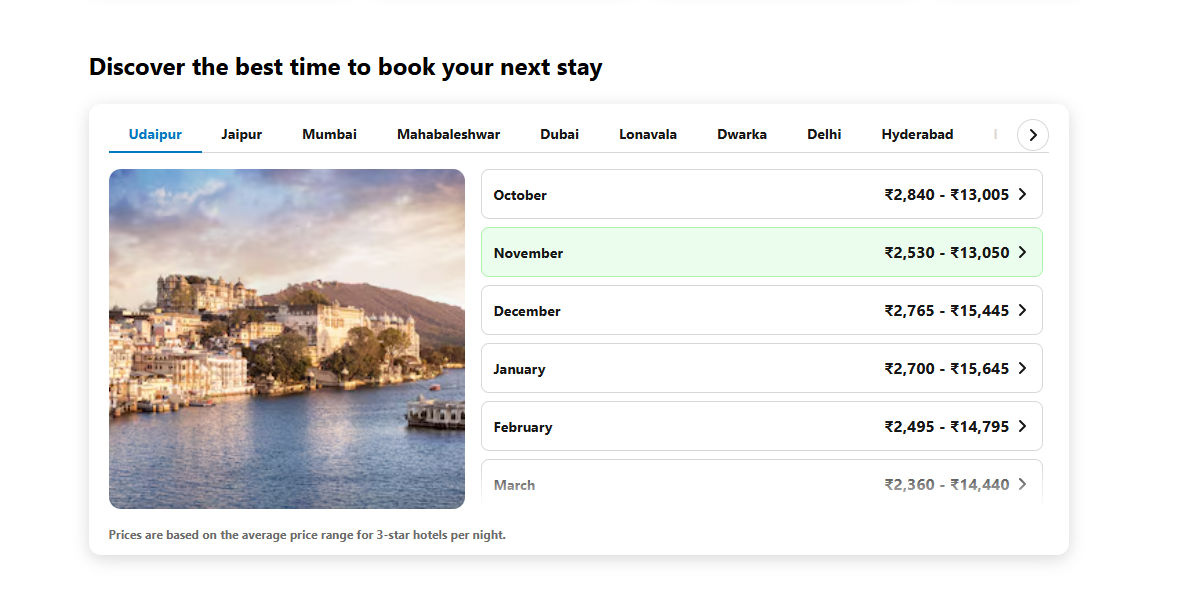 Discover the best time to book your next stay
Udaipur Jaipur Mumbai Mahabaleshwar Dubai Lonavala Dwarka Delhi Hyderabad
October ₹2,840 - ₹13,005
November ₹2,530 - ₹13,050
December ₹2,765 - ₹15,445
January ₹2,700 - ₹15,645
February ₹2,495 - ₹14,795
March ₹2,360 - ₹14,440
Prices are based on the average price range for 3-star hotels per night.